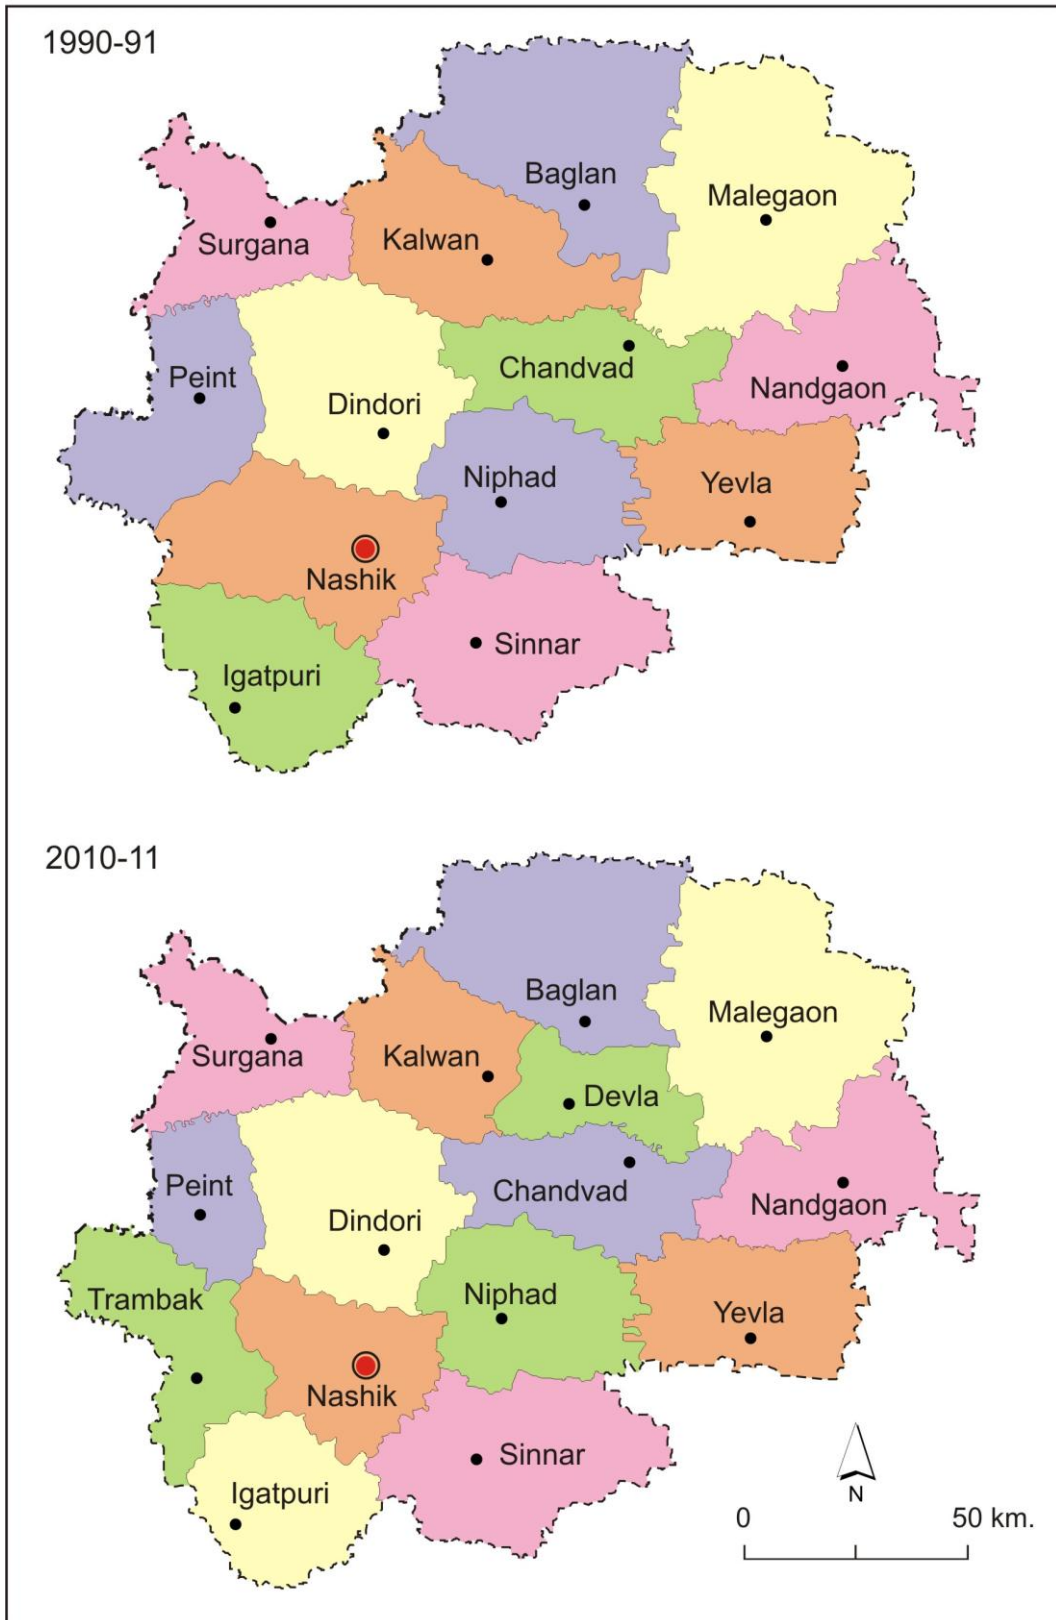 1990-91
Baglan
Malegaon
Surgana
Kalwan
Peint
Dindori
Chandvad
Nandgaon
Niphad
Yevla
Nashik
Sinnar
Igatpuri
2010-11
Baglan
Malegaon
Surgana
Kalwan
Devla
Peint
Dindori
Chandvad
Nandgaon
Trambak
Niphad
Yevla
Nashik
Sinnar
Igatpuri
N
0 50 km.